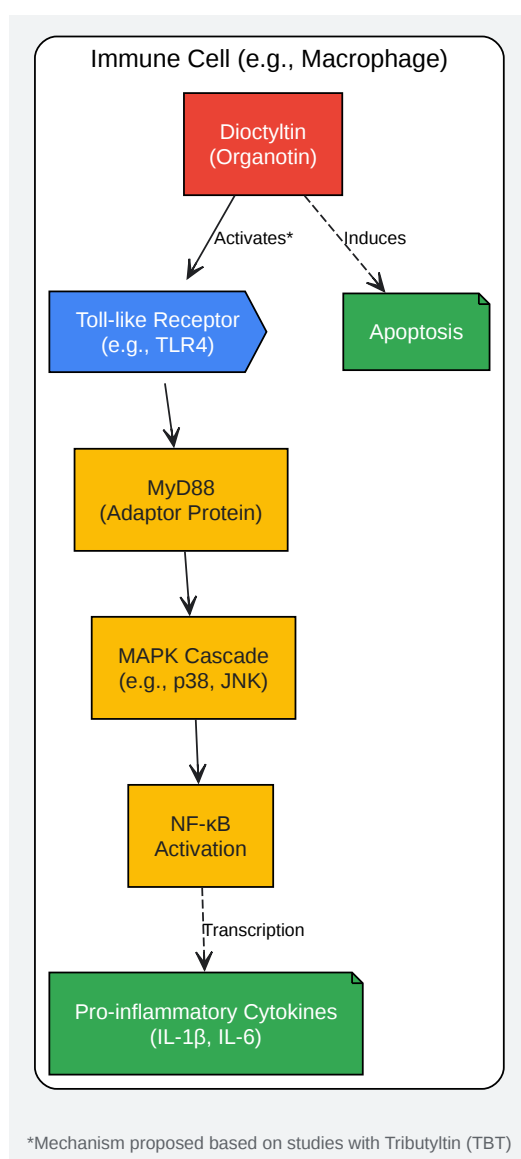 Immune Cell (e.g., Macrophage)
Dioctyltin
(Organotin)
Activates*
Induces
Toll-like Receptor
(e.g., TLR4)
Apoptosis
MyD88
(Adaptor Protein)
MAPK Cascade
(e.g., p38, JNK)
NF-κB
Activation
Transcription
Pro-inflammatory Cytokines
(IL-1β, IL-6)
*Mechanism proposed based on studies with Tributyltin (TBT)